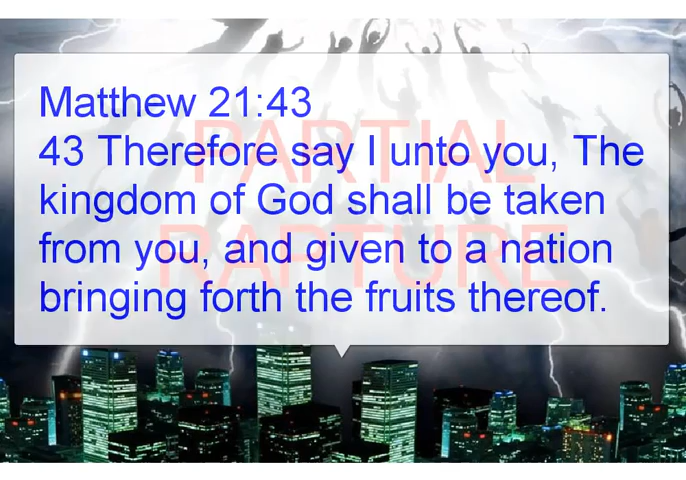 Matthew 21:43
43 Therefore say I unto you, The
kingdom of God shall be taken
from you, and given to a nation
bringing forth the fruits thereof.
PARTIAL
RAPTURE